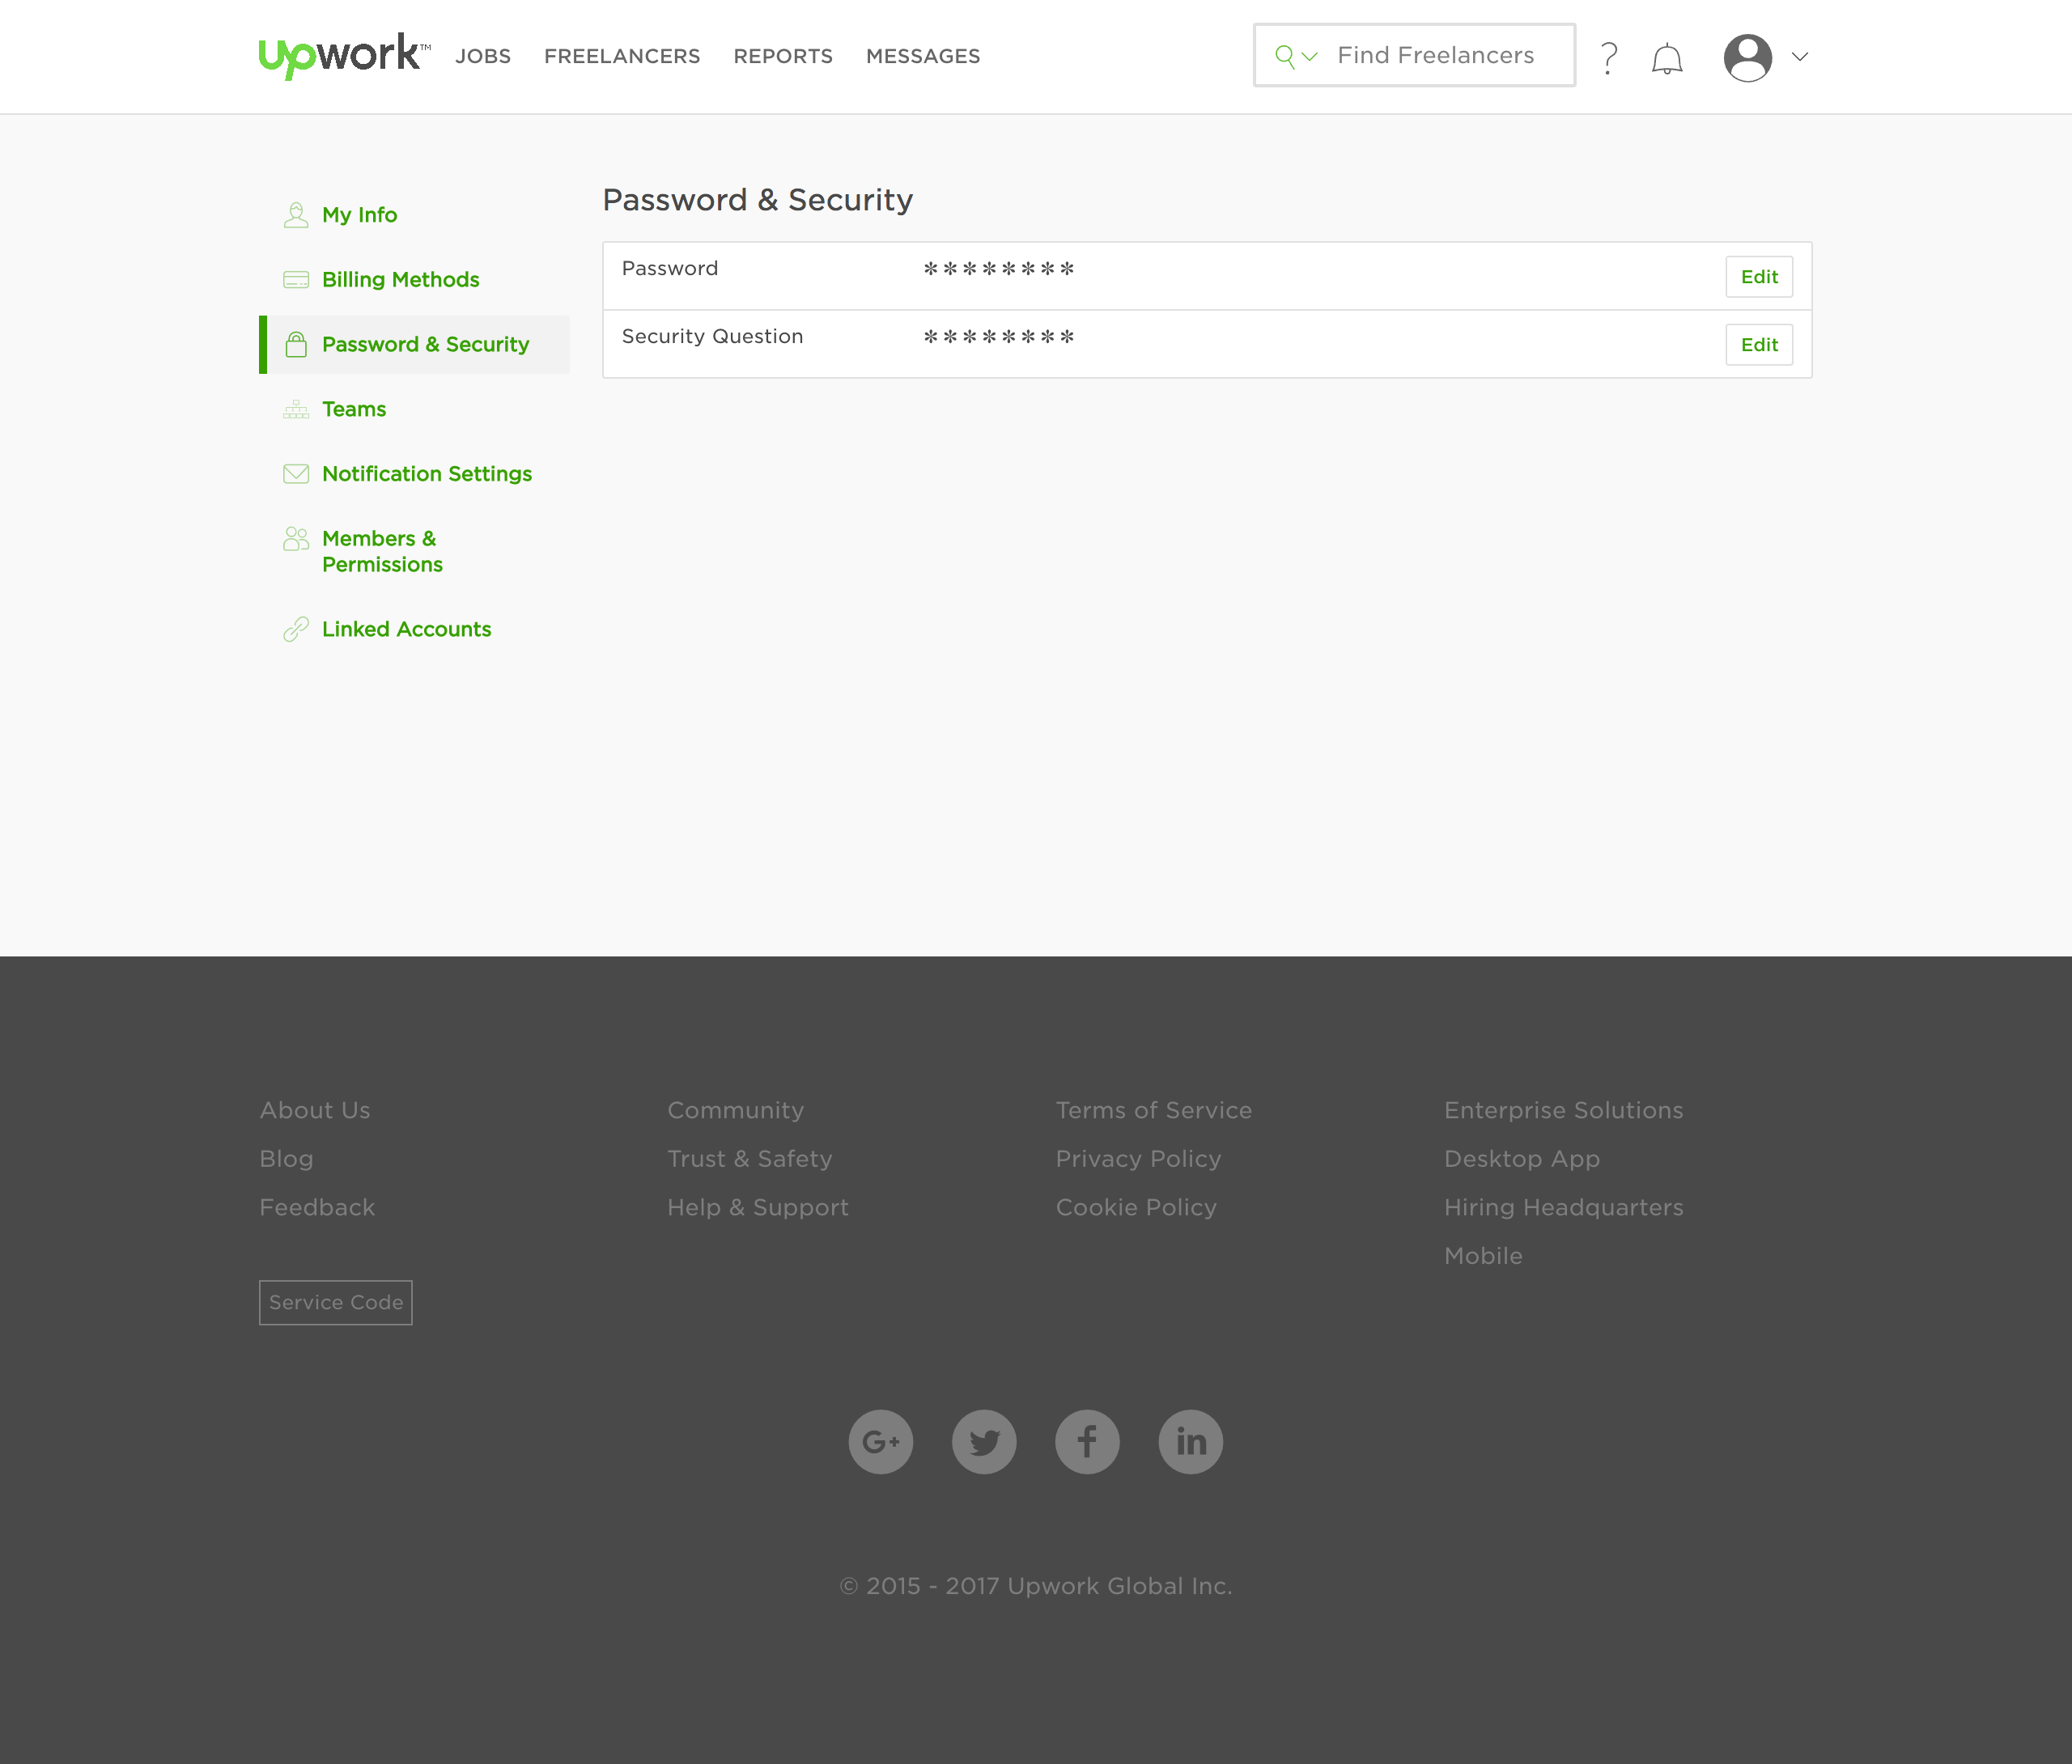 upwork™ JOBS FREELANCERS REPORTS MESSAGES Find Freelancers
My Info
Billing Methods
Password & Security
Teams
Notification Settings
Members &
Permissions
Linked Accounts
Password & Security
Password ******** Edit
Security Question ******** Edit
About Us
Blog
Feedback
Community
Trust & Safety
Help & Support
Terms of Service
Privacy Policy
Cookie Policy
Enterprise Solutions
Desktop App
Hiring Headquarters
Mobile
Service Code
G+ f in
© 2015 - 2017 Upwork Global Inc.